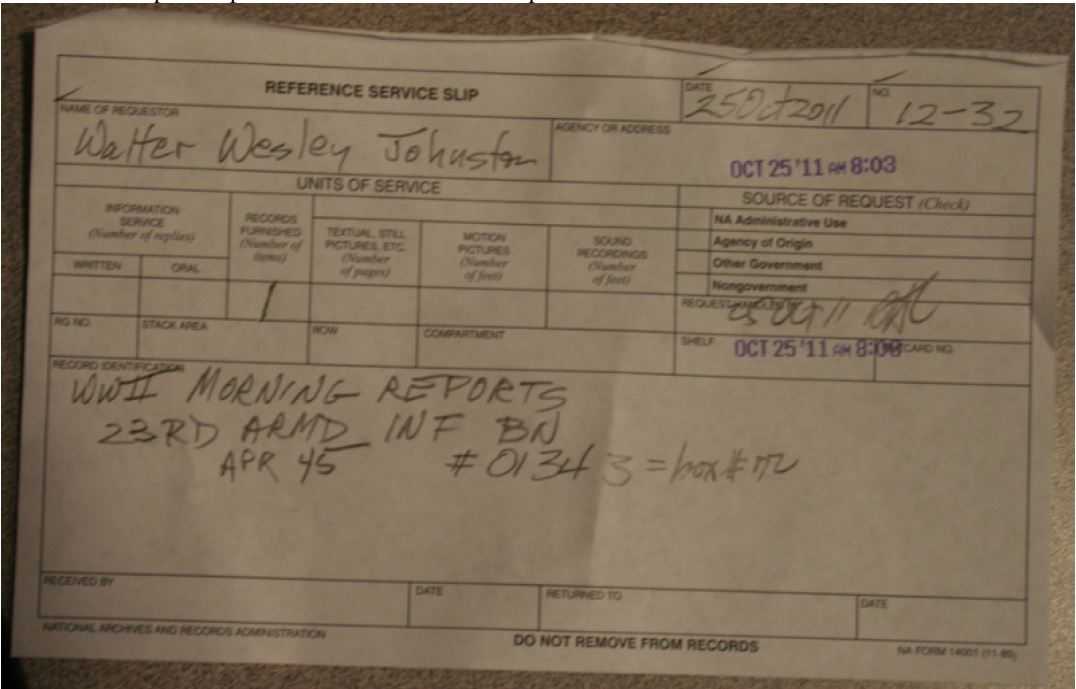 REFERENCE SERVICE SLIP
DATE
25Oct2011
NO.
12-32
NAME OF REQUESTOR
Walter Wesley Johnston
AGENCY OR ADDRESS
OCT 25 '11 AM 8:03
UNITS OF SERVICE
SOURCE OF REQUEST (Check)
INFORMATION
SERVICE
(Number of replies)
WRITTEN
ORAL
RECORDS
FURNISHED
(Number of
items)
TEXTUAL, STILL
PICTURES, ETC.
(Number
of pages)
MOTION
PICTURES
(Number
of feet)
SOUND
RECORDINGS
(Number
of feet)
NA Administrative Use
Agency of Origin
Other Government
Nongovernment
1
REQUEST HANDLED BY
25 Oct 11
RG NO.
STACK AREA
ROW
COMPARTMENT
SHELF
OCT 25 '11 AM 8:08
CARD NO.
RECORD IDENTIFICATION
WWII MORNING REPORTS
23RD ARMD INF BN
APR 45 #0134 3 = box #
RECEIVED BY
DATE
RETURNED TO
DATE
NATIONAL ARCHIVES AND RECORDS ADMINISTRATION
DO NOT REMOVE FROM RECORDS
NA FORM 14001 (11-89)